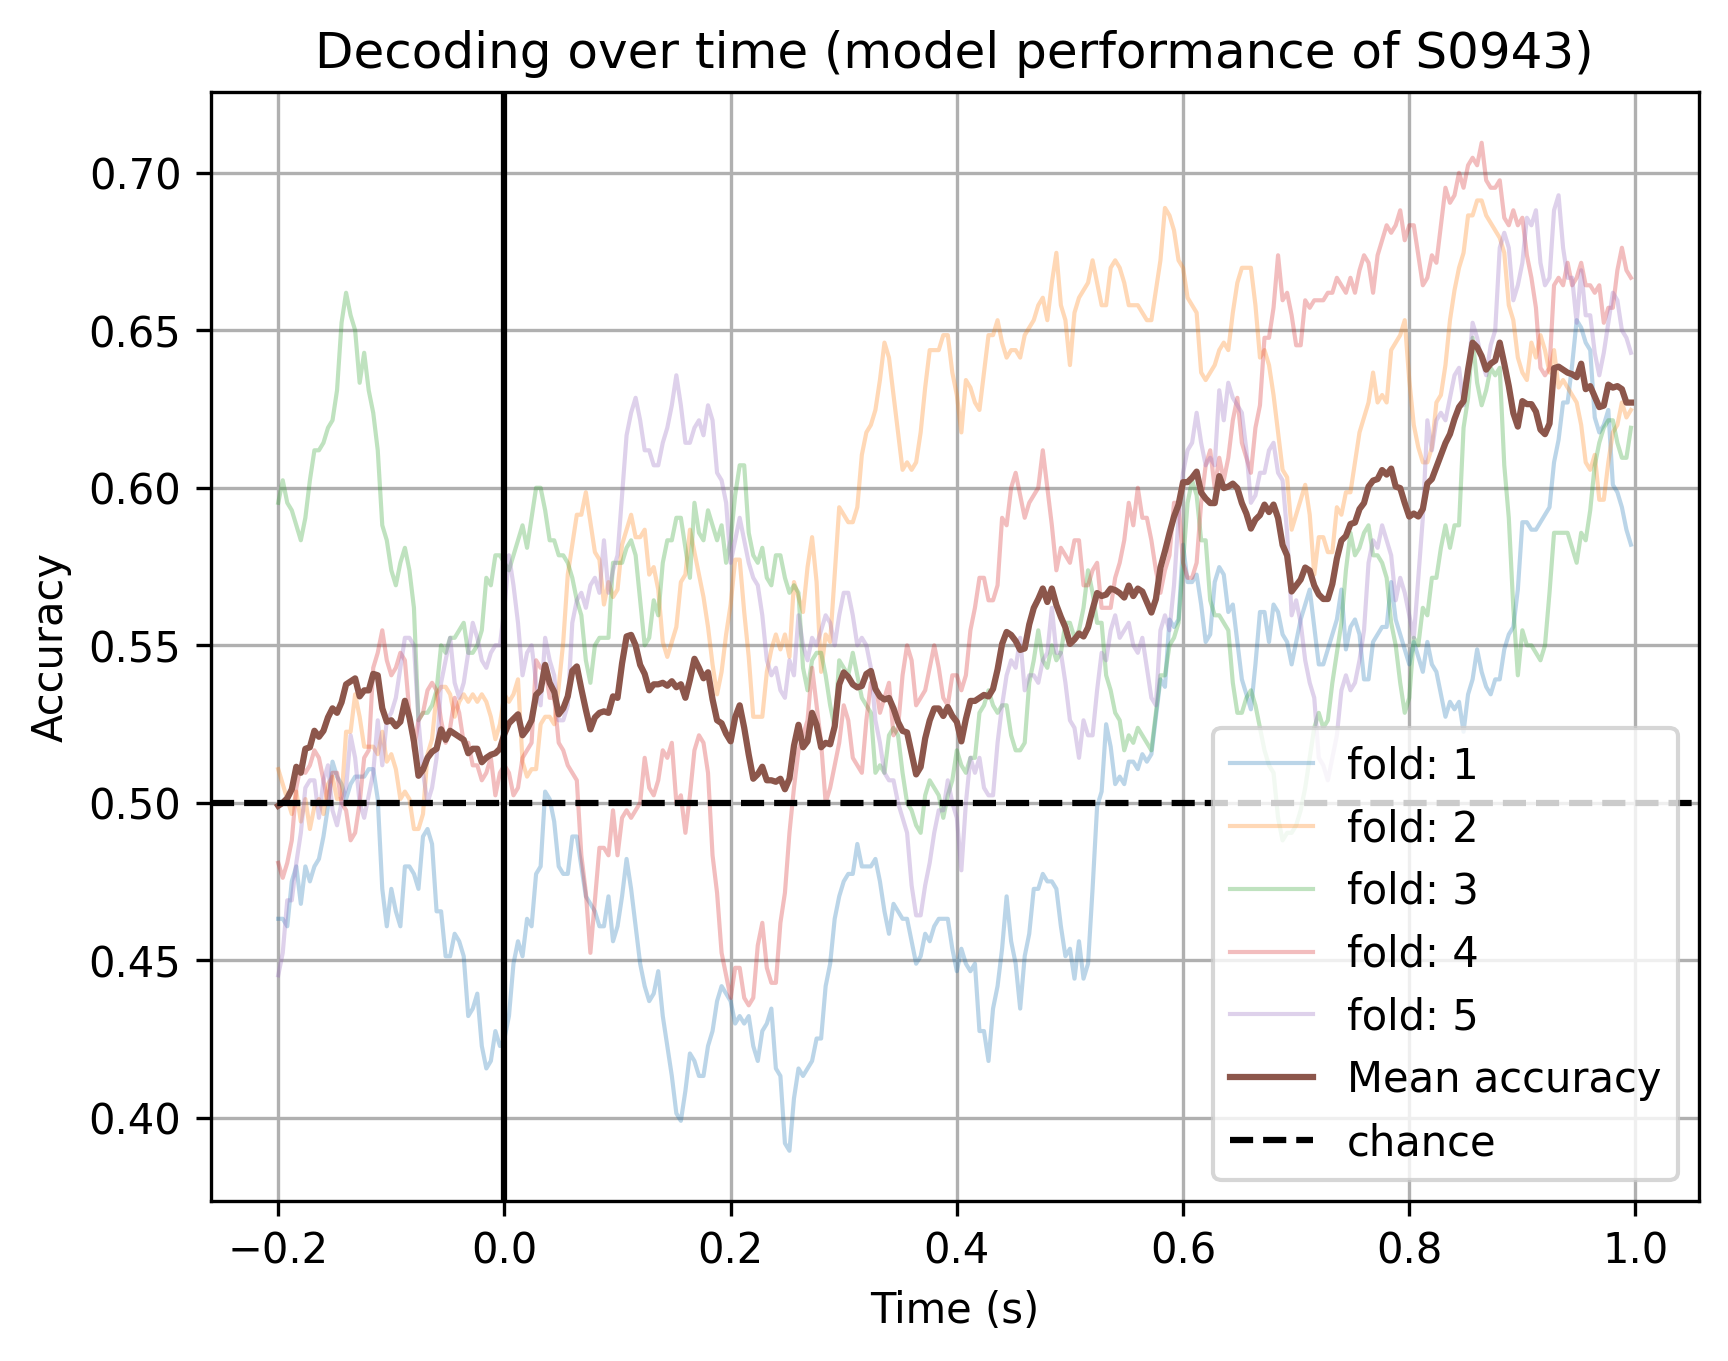 Decoding over time (model performance of S0943)
Accuracy
0.70
0.65
0.60
0.55
0.50
0.45
0.40
−0.2
0.0
0.2
0.4
0.6
0.8
1.0
Time (s)
fold: 1
fold: 2
fold: 3
fold: 4
fold: 5
Mean accuracy
chance